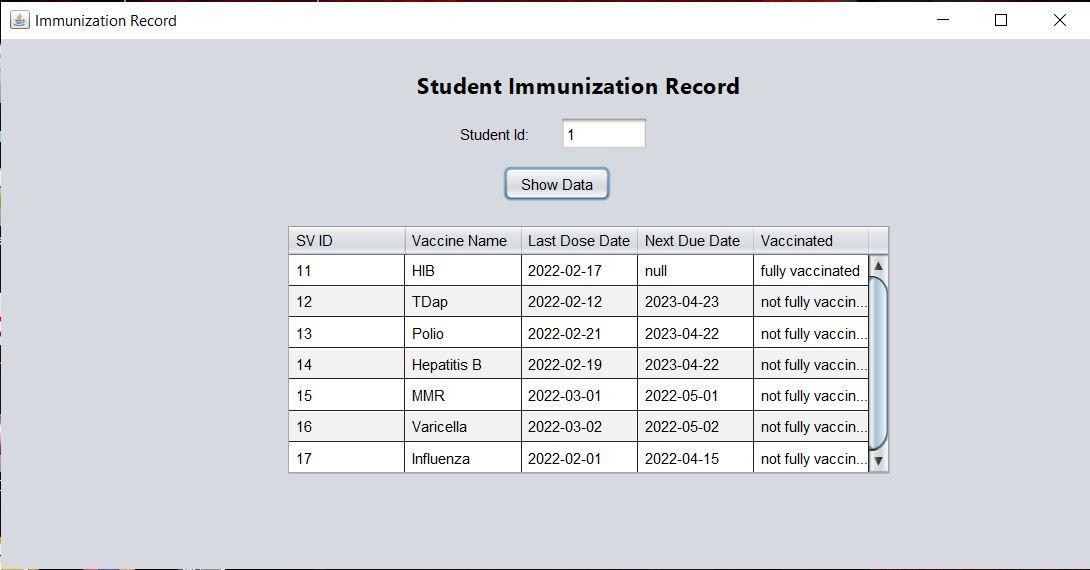 Immunization Record
Student Immunization Record
Student Id: 1
Show Data
SV ID Vaccine Name Last Dose Date Next Due Date Vaccinated
11 HIB 2022-02-17 null fully vaccinated
12 TDap 2022-02-12 2023-04-23 not fully vaccin...
13 Polio 2022-02-21 2023-04-22 not fully vaccin...
14 Hepatitis B 2022-02-19 2023-04-22 not fully vaccin...
15 MMR 2022-03-01 2022-05-01 not fully vaccin...
16 Varicella 2022-03-02 2022-05-02 not fully vaccin...
17 Influenza 2022-02-01 2022-04-15 not fully vaccin...